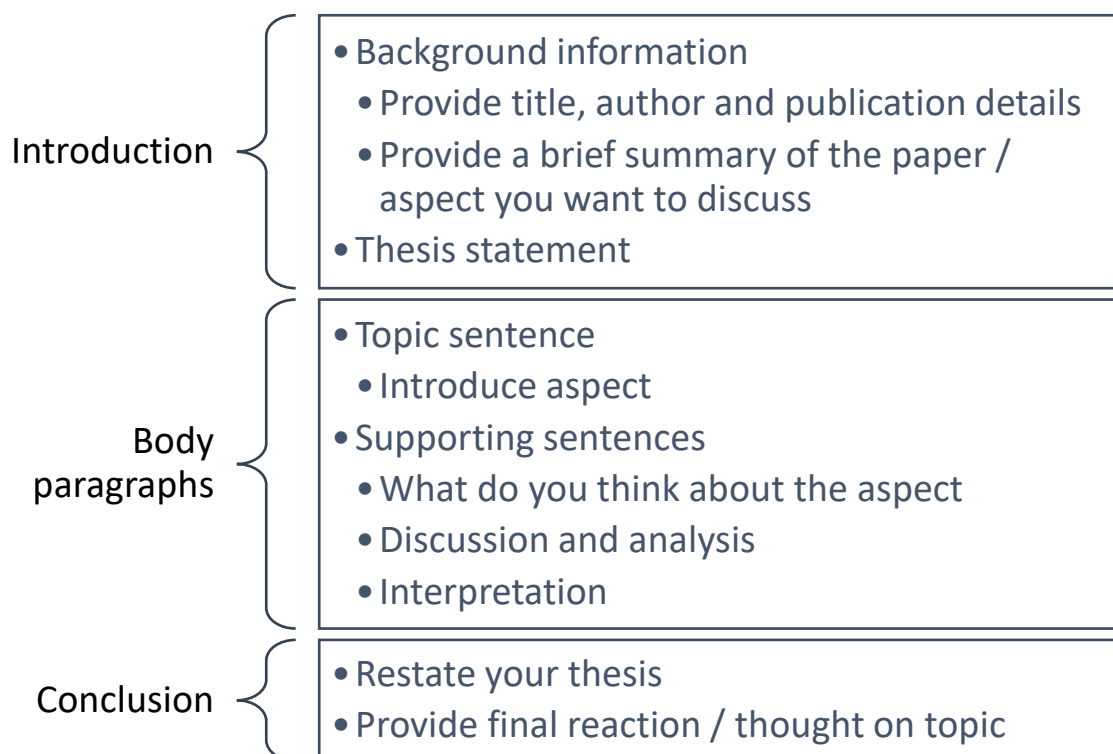 Introduction
• Background information
• Provide title, author and publication details
• Provide a brief summary of the paper /
aspect you want to discuss
• Thesis statement
Body
paragraphs
• Topic sentence
• Introduce aspect
• Supporting sentences
• What do you think about the aspect
• Discussion and analysis
• Interpretation
Conclusion
• Restate your thesis
• Provide final reaction / thought on topic